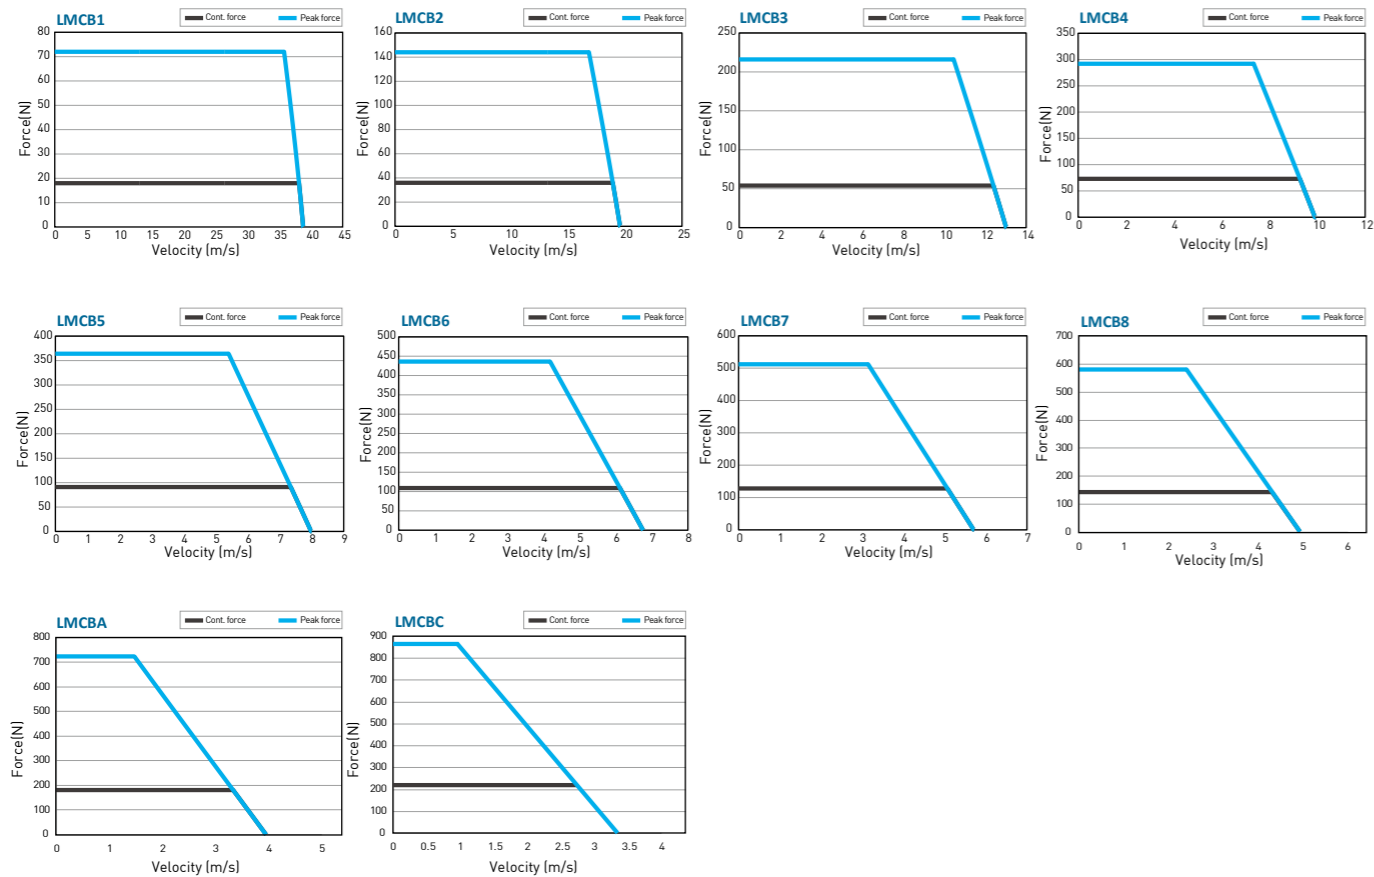 LMCB1
Cont. force Peak force
80
70
60
50
40
30
20
10
0
Force(N)
0 5 10 15 20 25 30 35 40 45
Velocity (m/s)
LMCB2
Cont. force Peak force
160
140
120
100
80
60
40
20
0
Force(N)
0 5 10 15 20 25
Velocity (m/s)
LMCB3
Cont. force Peak force
250
200
150
100
50
0
Force(N)
0 2 4 6 8 10 12 14
Velocity (m/s)
LMCB4
Cont. force Peak force
350
300
250
200
150
100
50
0
Force(N)
0 2 4 6 8 10 12
Velocity (m/s)
LMCB5
Cont. force Peak force
400
350
300
250
200
150
100
50
0
Force(N)
0 1 2 3 4 5 6 7 8 9
Velocity (m/s)
LMCB6
Cont. force Peak force
500
450
400
350
300
250
200
150
100
50
0
Force(N)
0 1 2 3 4 5 6 7 8
Velocity (m/s)
LMCB7
Cont. force Peak force
600
500
400
300
200
100
0
Force(N)
0 1 2 3 4 5 6 7
Velocity (m/s)
LMCB8
Cont. force Peak force
700
600
500
400
300
200
100
0
Force(N)
0 1 2 3 4 5 6
Velocity (m/s)
LMCBA
Cont. force Peak force
800
700
600
500
400
300
200
100
0
Force(N)
0 1 2 3 4 5
Velocity (m/s)
LMCBC
Cont. force Peak force
900
800
700
600
500
400
300
200
100
0
Force(N)
0 0.5 1 1.5 2 2.5 3 3.5 4
Velocity (m/s)